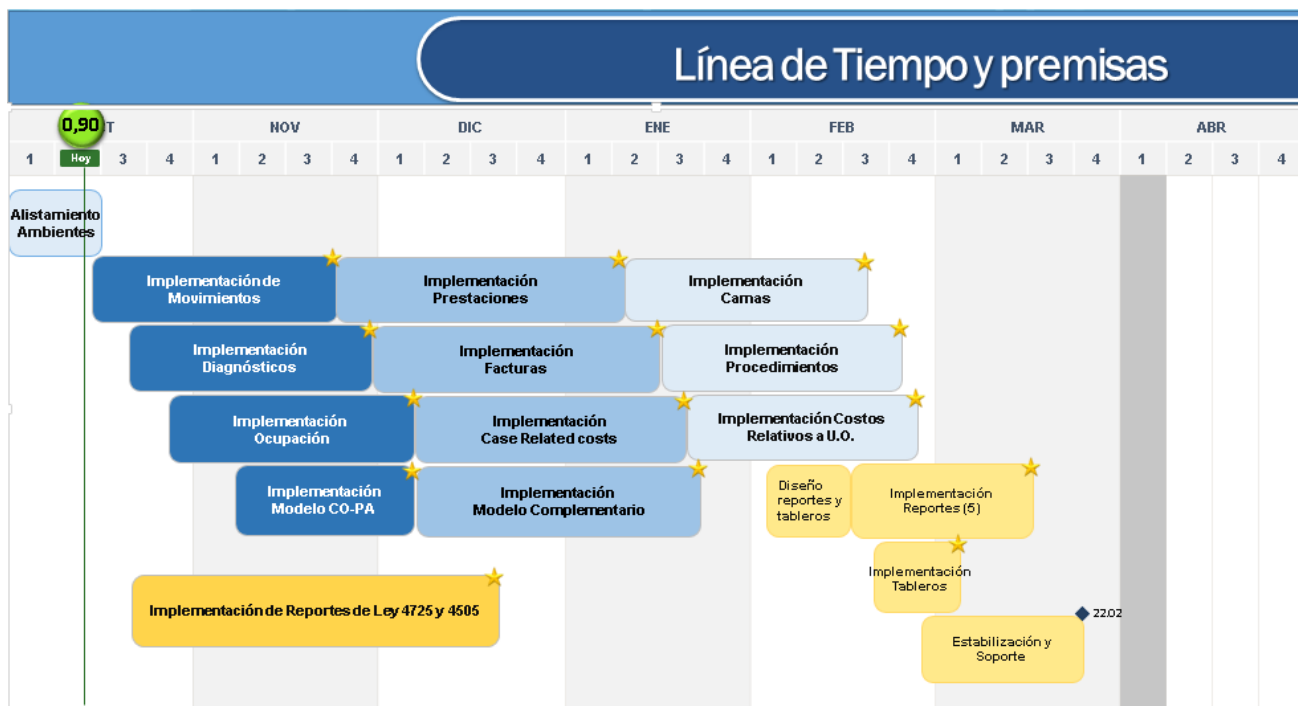 Línea de Tiempo y premisas
0,90
T
NOV
DIC
ENE
FEB
MAR
ABR
1 Hoy 3 4 1 2 3 4 1 2 3 4 1 2 3 4 1 2 3 4 1 2 3 4 1 2 3 4
Alistamiento
Ambientes
Implementación de
Movimientos
Implementación
Prestaciones
Implementación
Camas
Implementación
Diagnósticos
Implementación
Facturas
Implementación
Procedimientos
Implementación
Ocupación
Implementación
Case Related costs
Implementación Costos
Relativos a U.O.
Implementación
Modelo CO-PA
Implementación
Modelo Complementario
Diseño
reportes y
tableros
Implementación
Reportes (5)
Implementación
Tableros
Implementación de Reportes de Ley 4725 y 4505
22.02
Estabilización y
Soporte